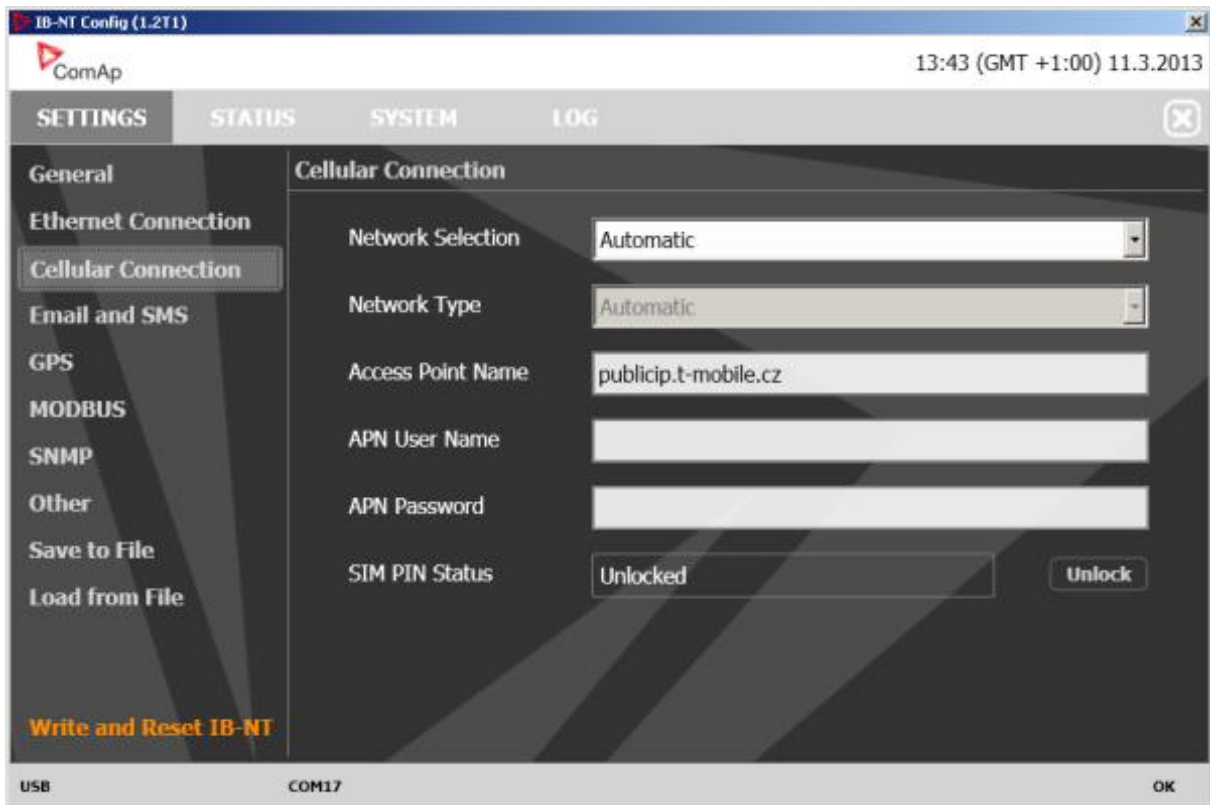 IB-NT Config (1.2T1)
ComAp
13:43 (GMT +1:00) 11.3.2013
SETTINGS STATUS SYSTEM LOG
General
Ethernet Connection
Cellular Connection
Email and SMS
GPS
MODBUS
SNMP
Other
Save to File
Load from File
Write and Reset IB-NT
Cellular Connection
Network Selection Automatic
Network Type Automatic
Access Point Name publicip.t-mobile.cz
APN User Name
APN Password
SIM PIN Status Unlocked Unlock
USB COM17 OK